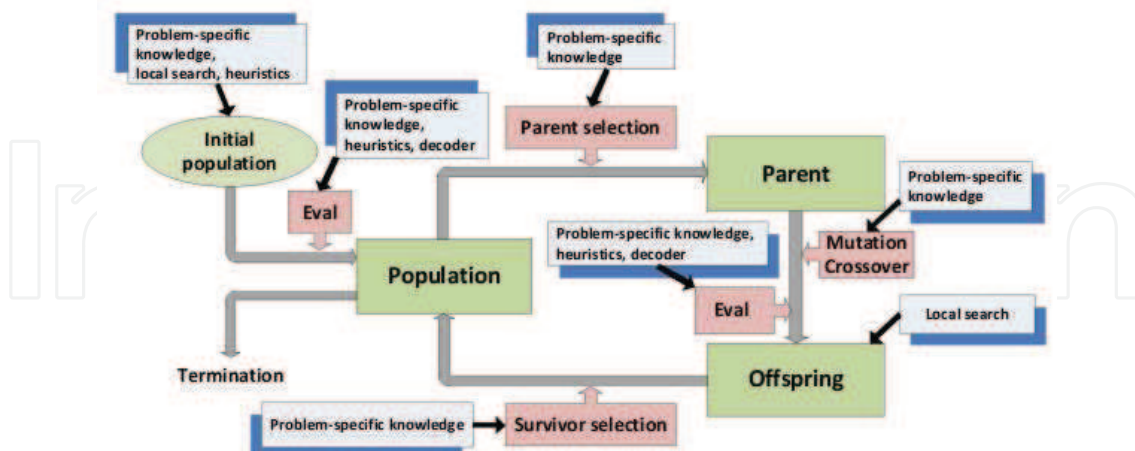 Problem-specific
knowledge,
local search, heuristics
Problem-specific
knowledge
Problem-specific
knowledge,
heuristics, decoder
Initial
population
Parent selection
Parent
Problem-specific
knowledge
Eval
Problem-specific knowledge,
heuristics, decoder
Mutation
Crossover
Population
Eval
Local search
Termination
Offspring
Problem-specific knowledge
Survivor selection